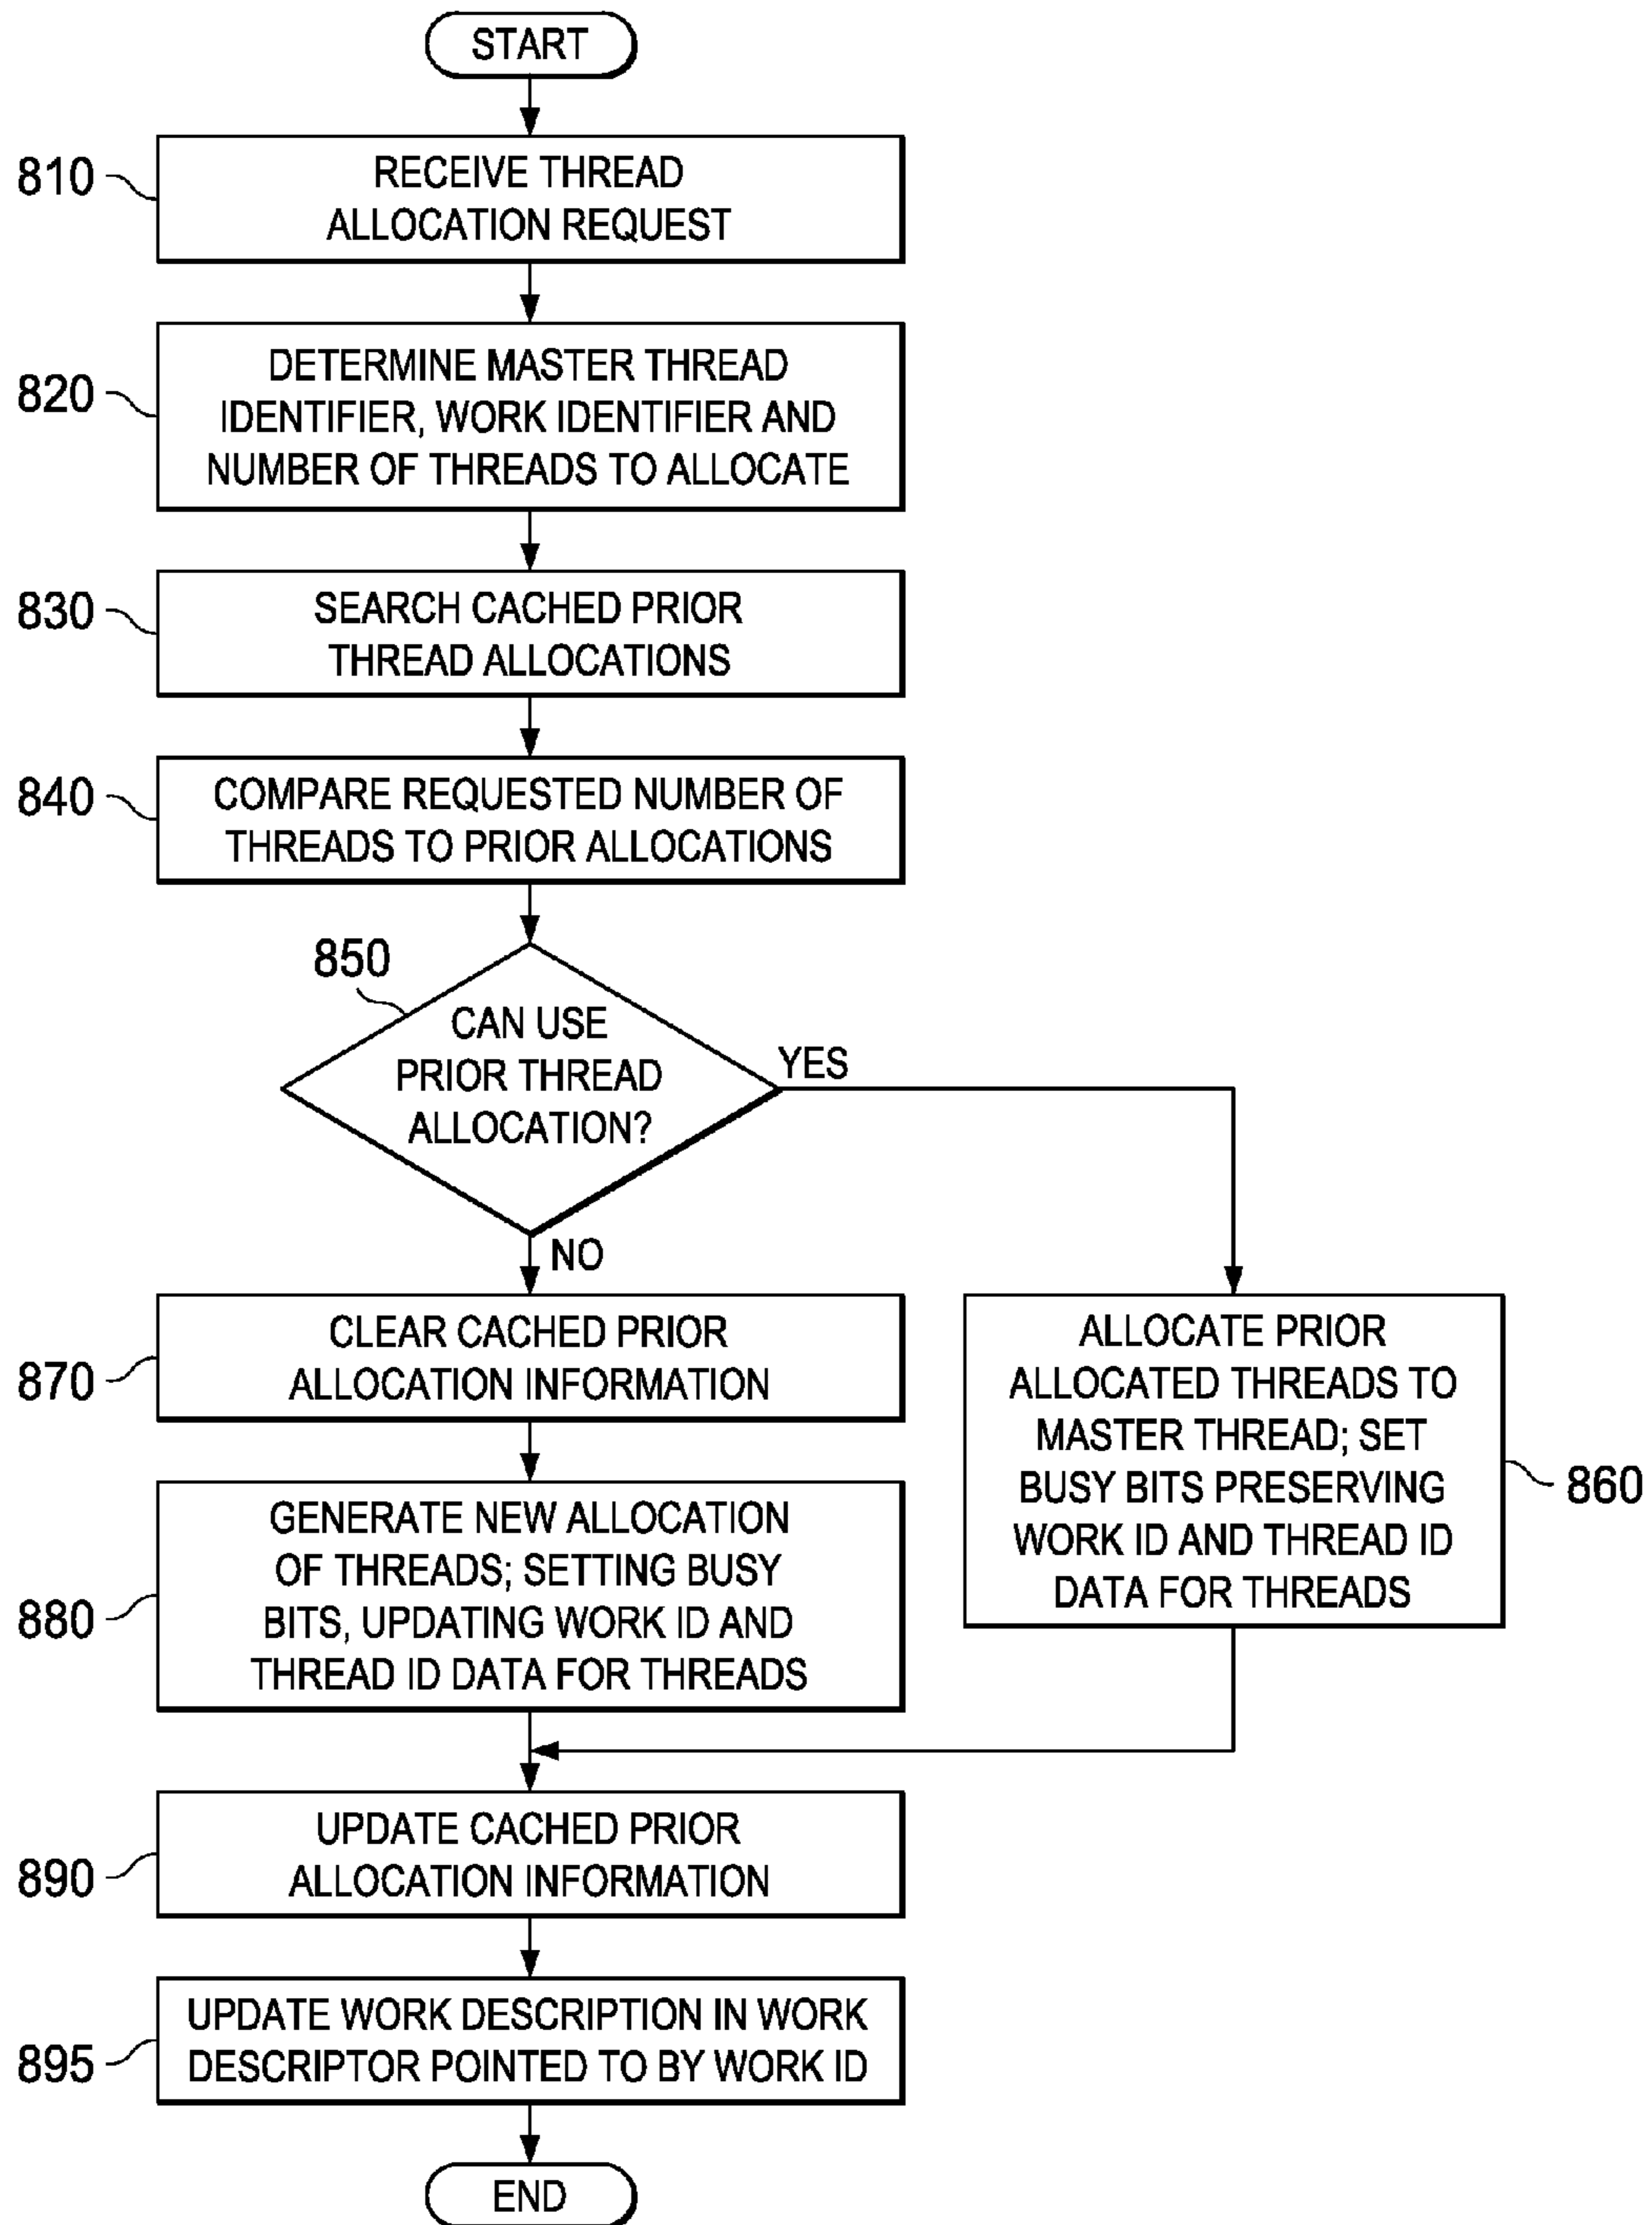 START
810
RECEIVE THREAD
ALLOCATION REQUEST
820
DETERMINE MASTER THREAD
IDENTIFIER, WORK IDENTIFIER AND
NUMBER OF THREADS TO ALLOCATE
830
SEARCH CACHED PRIOR
THREAD ALLOCATIONS
840
COMPARE REQUESTED NUMBER OF
THREADS TO PRIOR ALLOCATIONS
850
CAN USE
PRIOR THREAD
ALLOCATION?
YES
NO
870
CLEAR CACHED PRIOR
ALLOCATION INFORMATION
ALLOCATE PRIOR
ALLOCATED THREADS TO
MASTER THREAD; SET
BUSY BITS PRESERVING
WORK ID AND THREAD ID
DATA FOR THREADS
860
880
GENERATE NEW ALLOCATION
OF THREADS; SETTING BUSY
BITS, UPDATING WORK ID AND
THREAD ID DATA FOR THREADS
890
UPDATE CACHED PRIOR
ALLOCATION INFORMATION
895
UPDATE WORK DESCRIPTION IN WORK
DESCRIPTOR POINTED TO BY WORK ID
END